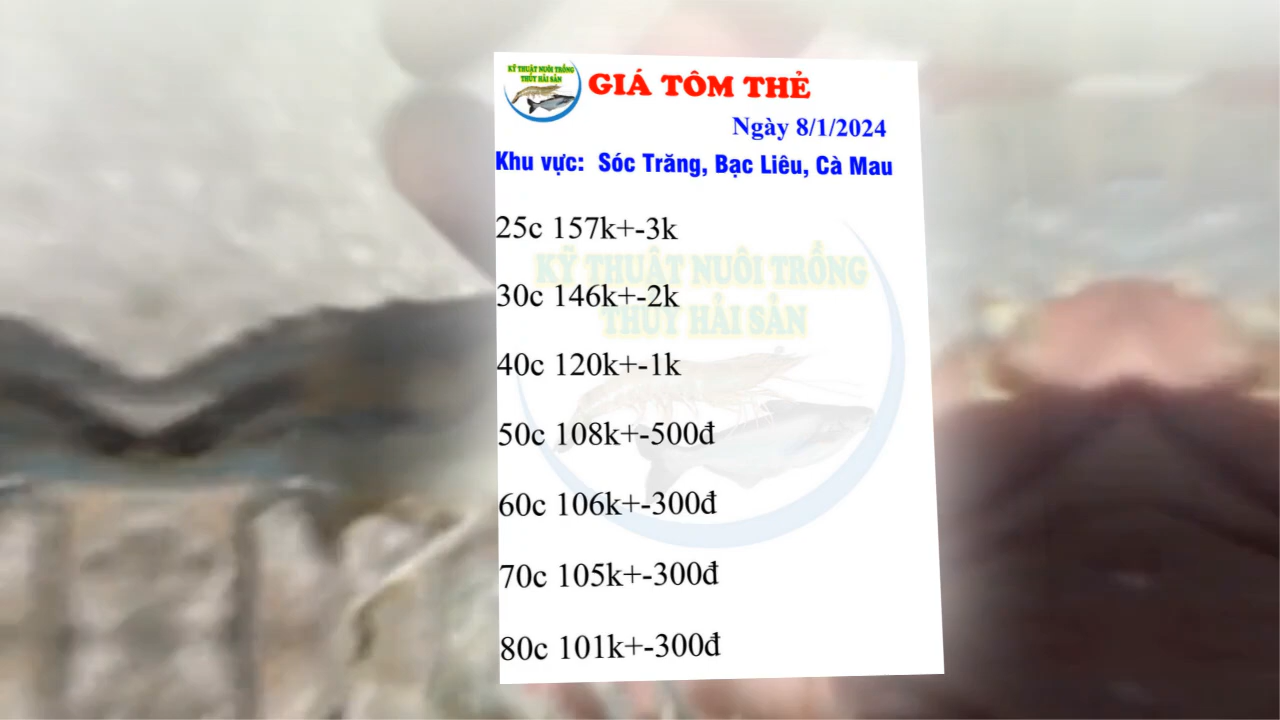 KỸ THUẬT NUÔI TRỒNG
THỦY HẢI SẢN
GIÁ TÔM THẺ
Ngày 8/1/2024
Khu vực: Sóc Trăng, Bạc Liêu, Cà Mau
25c 157k+-3k
KỸ THUẬT NUÔI TRỒNG
30c 146k+-2k
THỦY HẢI SẢN
40c 120k+-1k
50c 108k+-500đ
60c 106k+-300đ
70c 105k+-300đ
80c 101k+-300đ